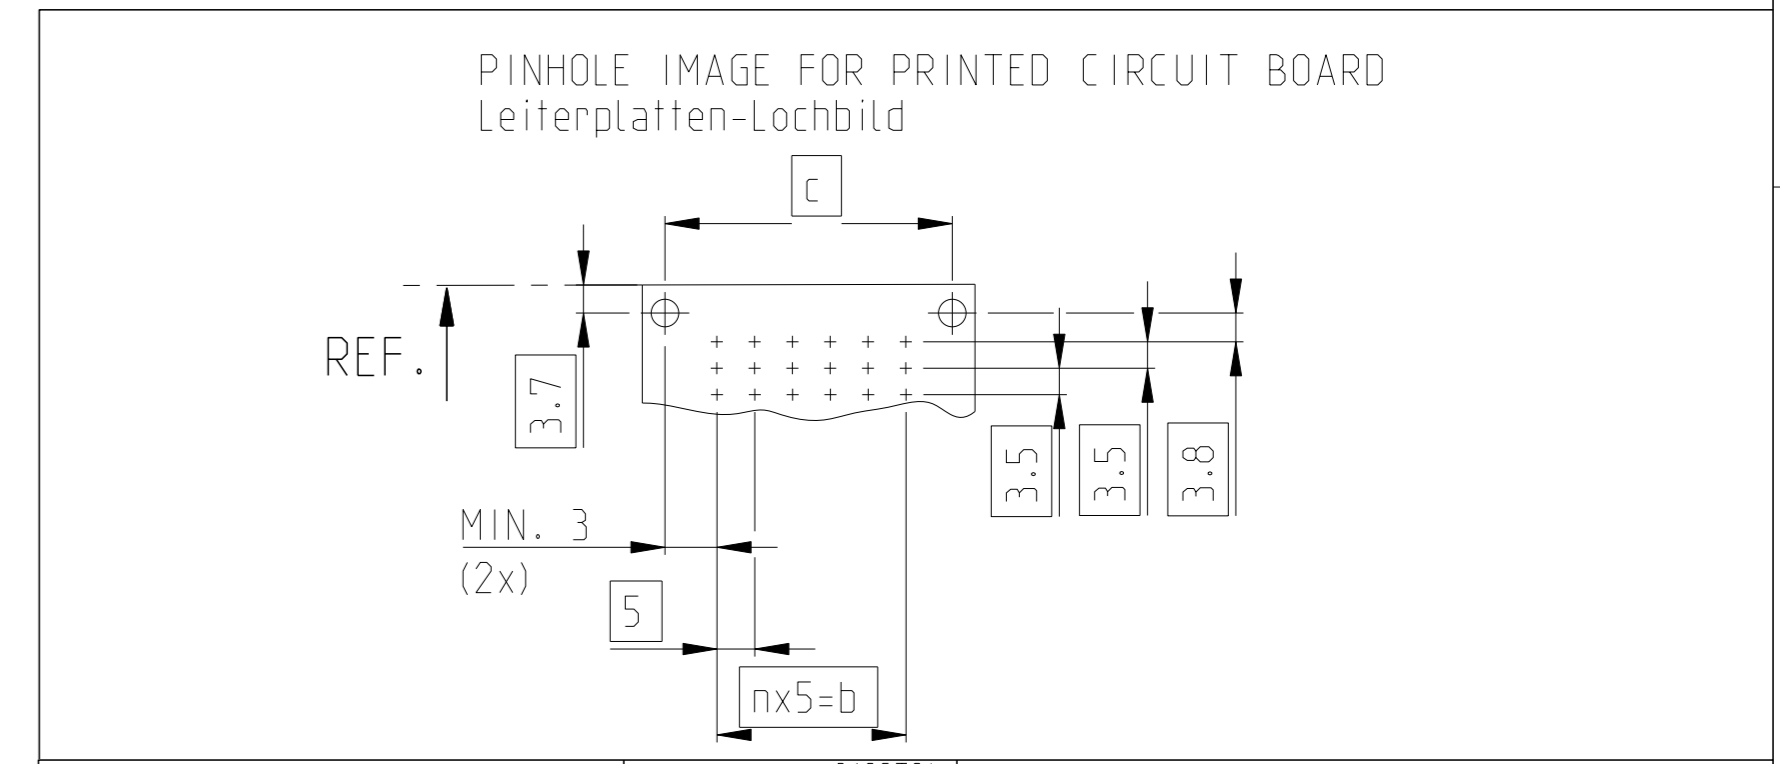 PINHOLE IMAGE FOR PRINTED CIRCUIT BOARD
Leiterplatten-Lochbild
c
REF.
3.7
3.5
3.5
3.8
MIN. 3
(2x)
5
nx5=b